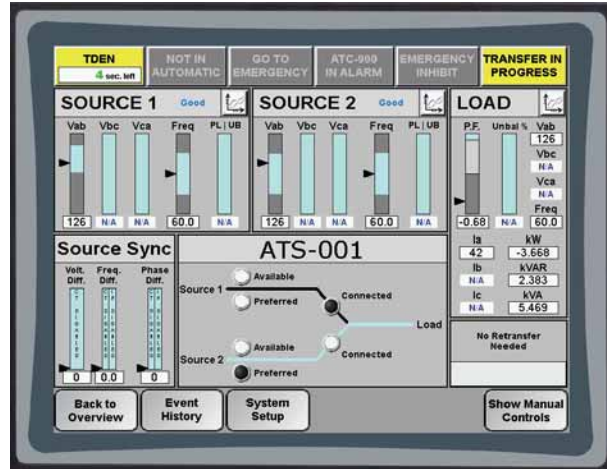 TDEN
4 sec. left
NOT IN
AUTOMATIC
GO TO
EMERGENCY
ATC-900
IN ALARM
EMERGENCY
INHIBIT
TRANSFER IN
PROGRESS
SOURCE 1 Good
Vab Vbc Vca Freq PL | UB
126 N/A N/A 60.0 N/A
SOURCE 2 Good
Vab Vbc Vca Freq PL | UB
126 N/A N/A 60.0 N/A
LOAD
P.F. Unbal % Vab
126
Vbc
N/A
Vca
N/A
Freq
-0.68 N/A 60.0
Ia kW
42 -3.668
Ib kVAR
N/A 2.383
Ic kVA
N/A 5.469
No Retransfer
Needed
Source Sync
Volt. Freq. Phase
Diff. Diff. Diff.
0 0.0 0
ATS-001
Available
Source 1
Preferred
Connected
Load
Available
Connected
Source 2
Preferred
Back to
Overview
Event
History
System
Setup
Show Manual
Controls